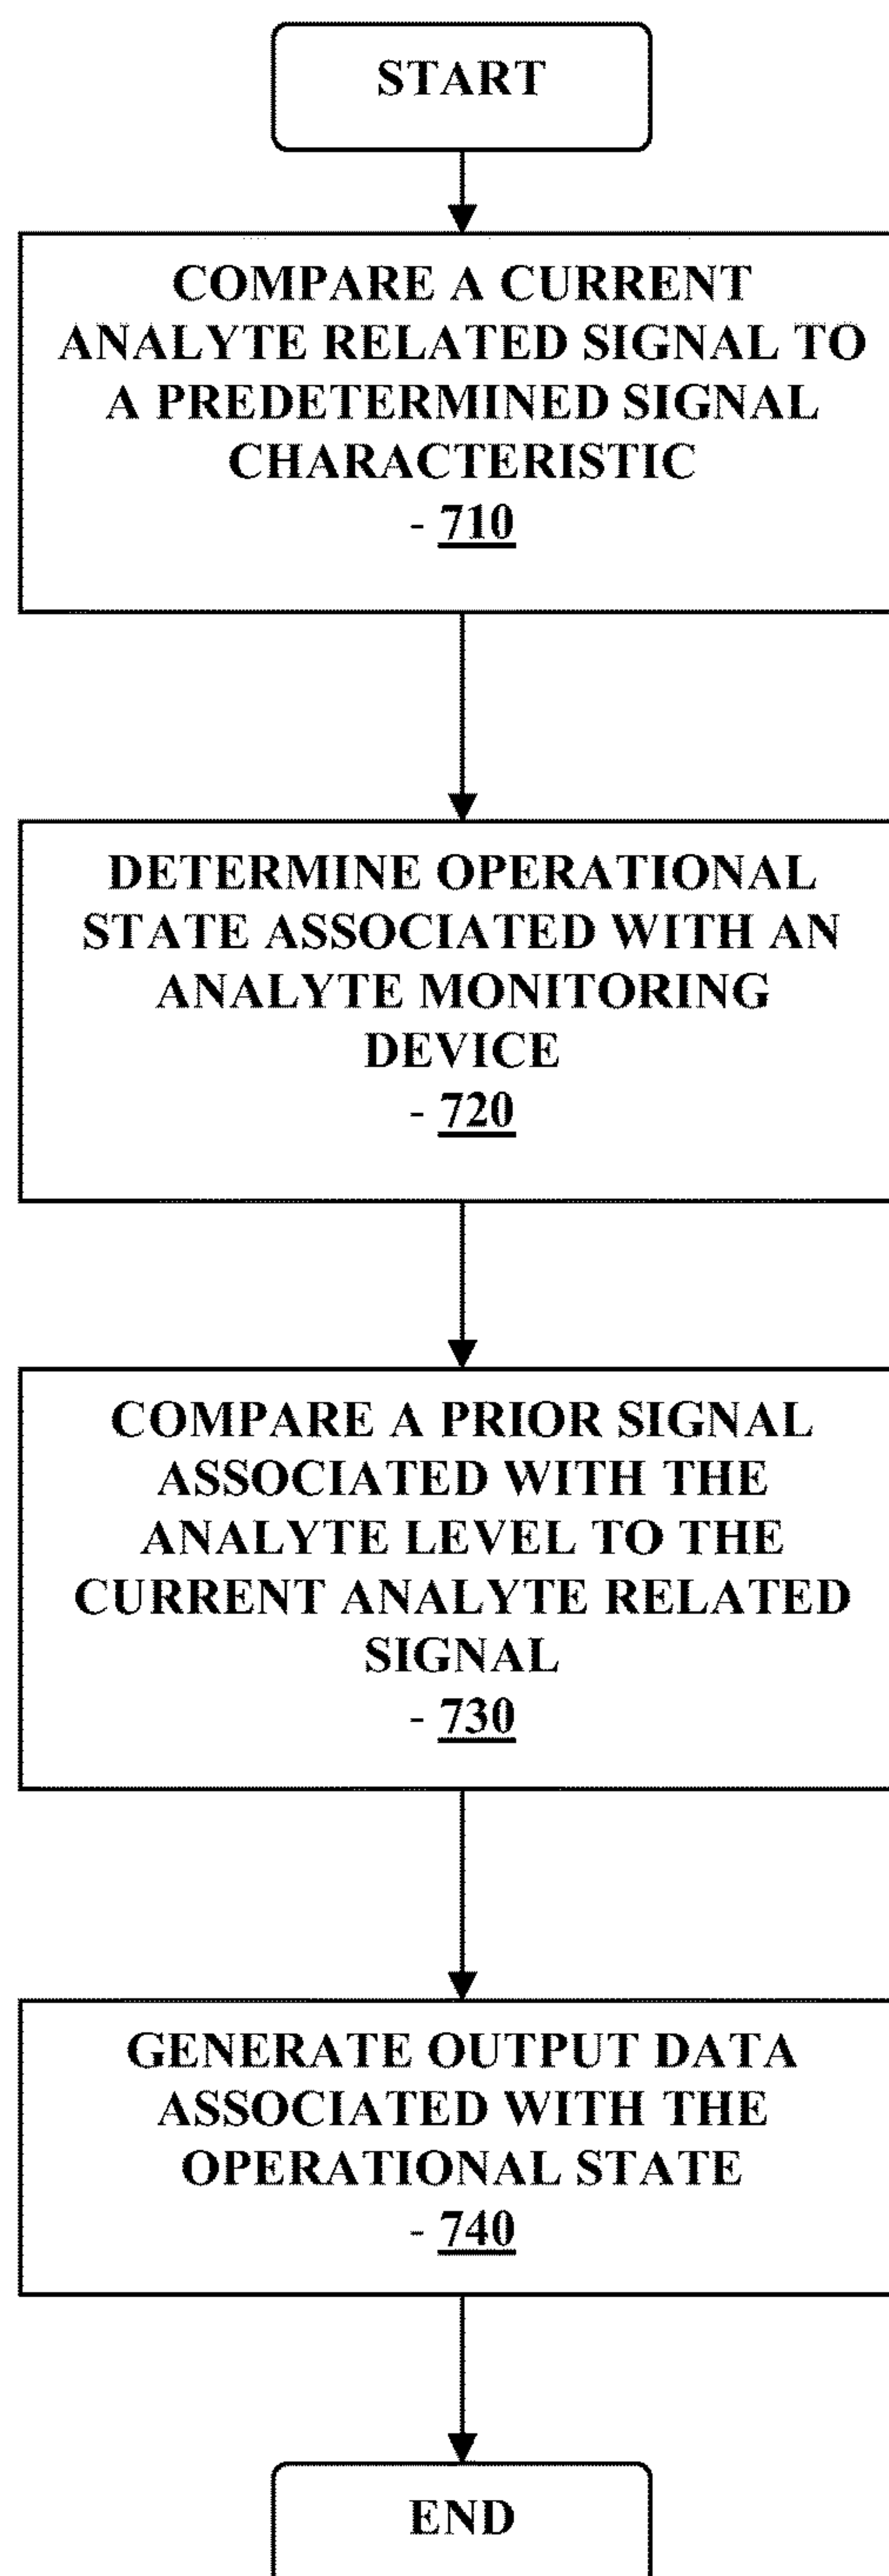 START
COMPARE A CURRENT
ANALYTE RELATED SIGNAL TO
A PREDETERMINED SIGNAL
CHARACTERISTIC
- 710
DETERMINE OPERATIONAL
STATE ASSOCIATED WITH AN
ANALYTE MONITORING
DEVICE
- 720
COMPARE A PRIOR SIGNAL
ASSOCIATED WITH THE
ANALYTE LEVEL TO THE
CURRENT ANALYTE RELATED
SIGNAL
- 730
GENERATE OUTPUT DATA
ASSOCIATED WITH THE
OPERATIONAL STATE
- 740
END